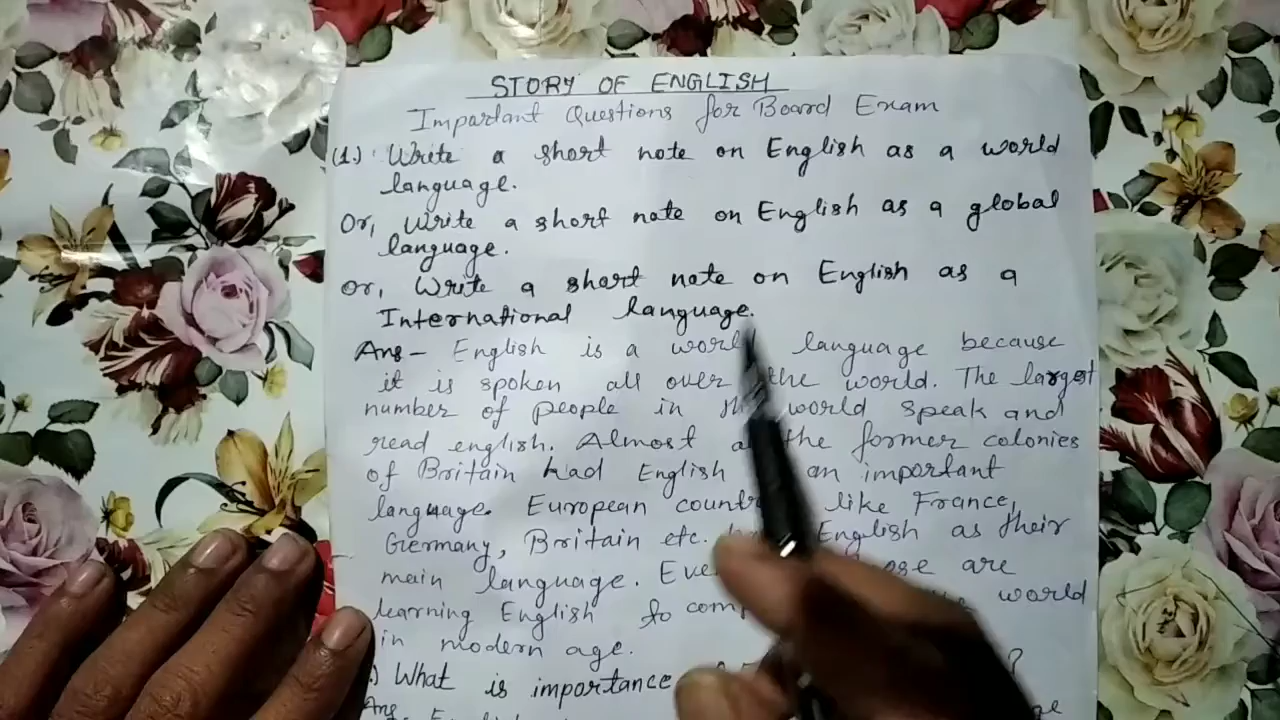 STORY OF ENGLISH
Important Questions for Board Exam
(1.) Write a short note on English as a world
language.
Or, Write a short note on English as a global
language.
Or, Write a short note on English as a
International language.
Ans - English is a world language because
it is spoken all over the world. The largest
number of people in the world speak and
read english. Almost the former colonies
of Britain had English an important
language. European like France,
Germany, Britain etc. English as their
main language. are
learning English to world
in modern age.
What is importance ?
Ans